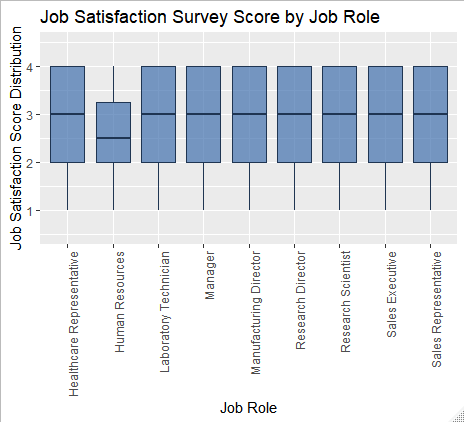 Job Satisfaction Survey Score by Job Role
Job Satisfaction Score Distribution
4
3
2
1
Healthcare Representative
Human Resources
Laboratory Technician
Manager
Manufacturing Director
Research Director
Research Scientist
Sales Executive
Sales Representative
Job Role